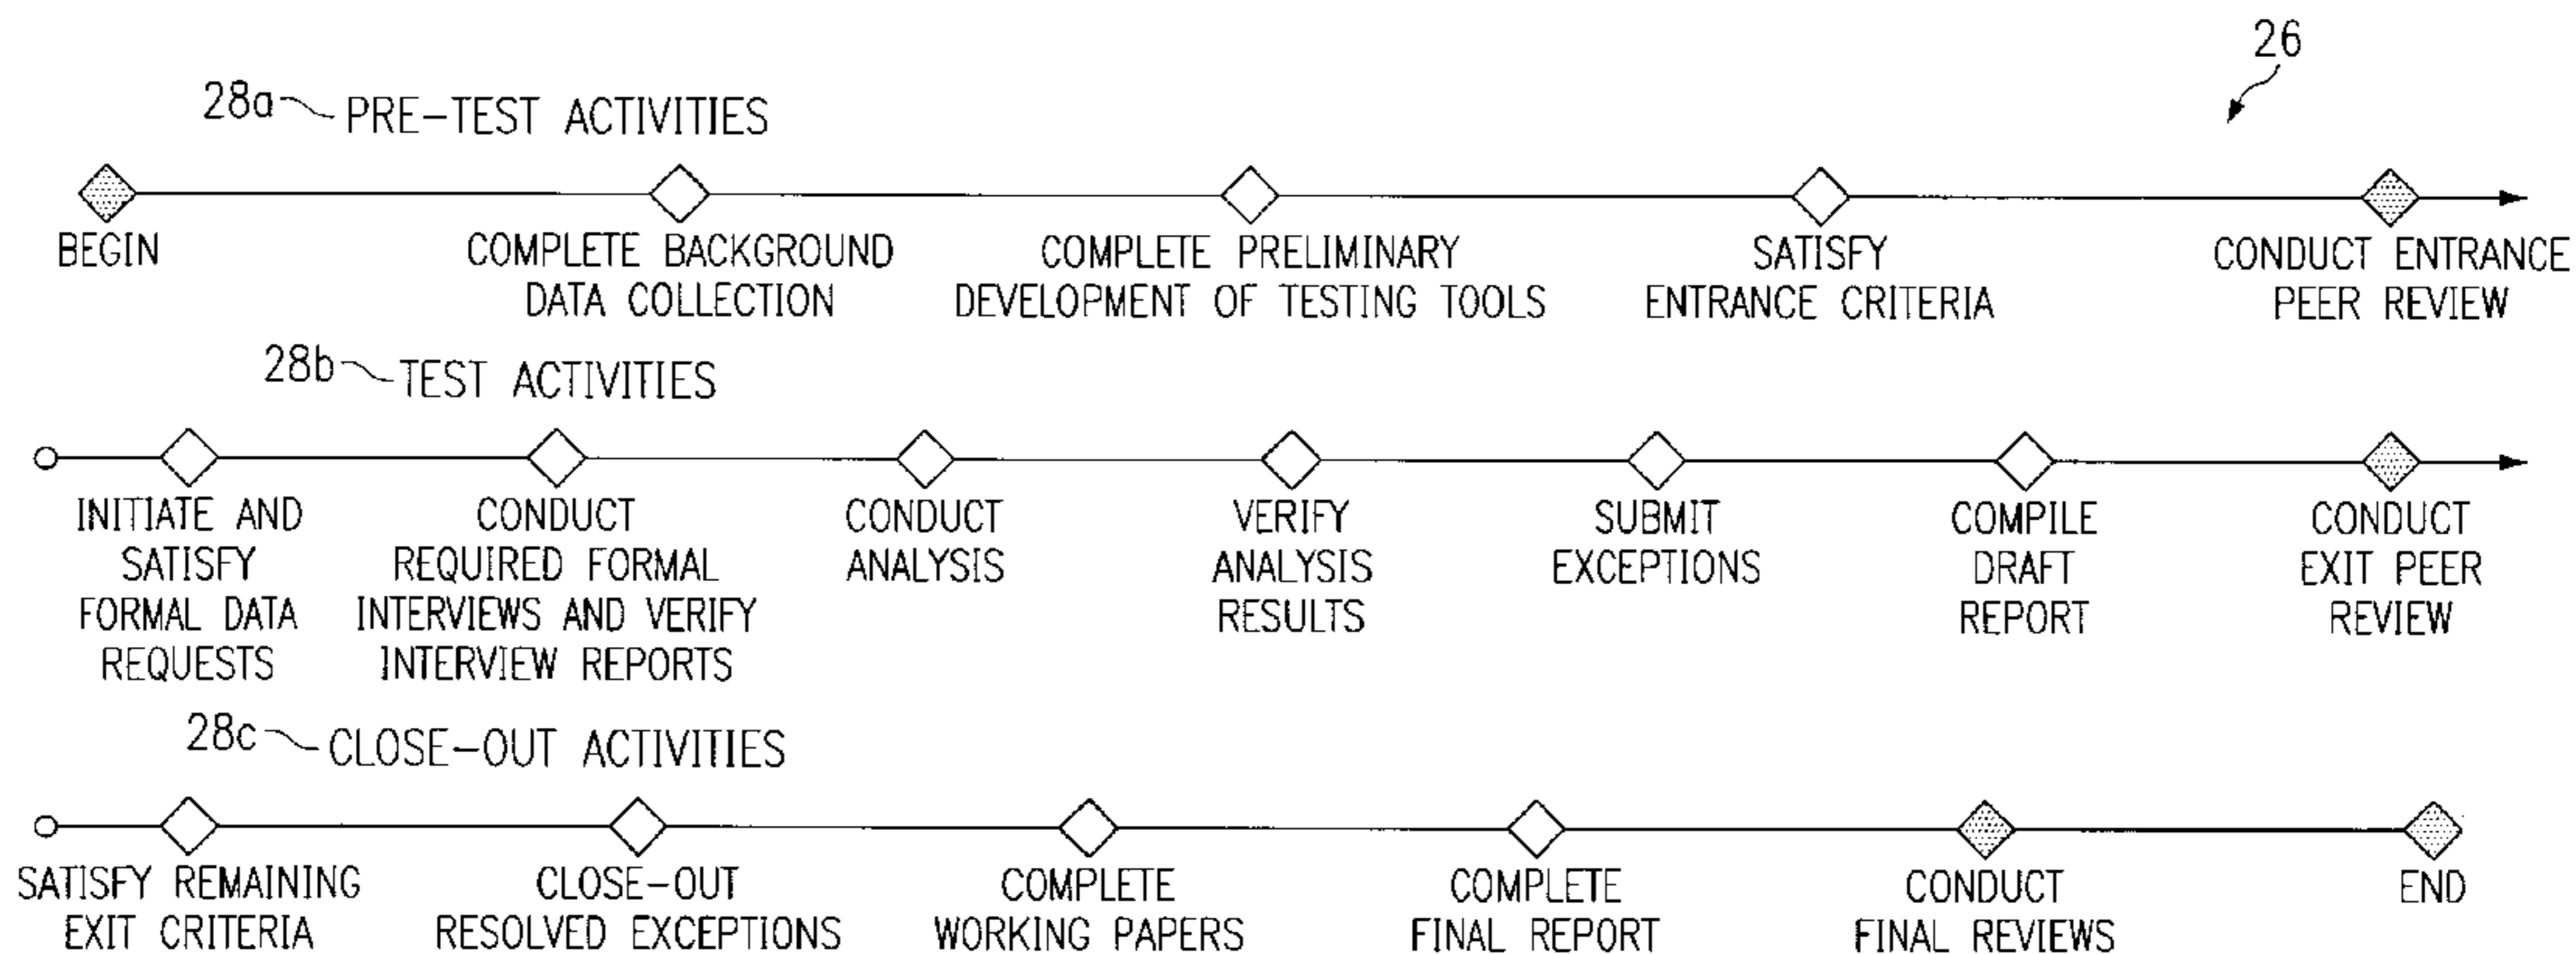 26
28a PRE-TEST ACTIVITIES
BEGIN
COMPLETE BACKGROUND
DATA COLLECTION
COMPLETE PRELIMINARY
DEVELOPMENT OF TESTING TOOLS
SATISFY
ENTRANCE CRITERIA
CONDUCT ENTRANCE
PEER REVIEW
28b TEST ACTIVITIES
INITIATE AND
SATISFY
FORMAL DATA
REQUESTS
CONDUCT
REQUIRED FORMAL
INTERVIEWS AND VERIFY
INTERVIEW REPORTS
CONDUCT
ANALYSIS
VERIFY
ANALYSIS
RESULTS
SUBMIT
EXCEPTIONS
COMPILE
DRAFT
REPORT
CONDUCT
EXIT PEER
REVIEW
28c CLOSE-OUT ACTIVITIES
SATISFY REMAINING
EXIT CRITERIA
CLOSE-OUT
RESOLVED EXCEPTIONS
COMPLETE
WORKING PAPERS
COMPLETE
FINAL REPORT
CONDUCT
FINAL REVIEWS
END